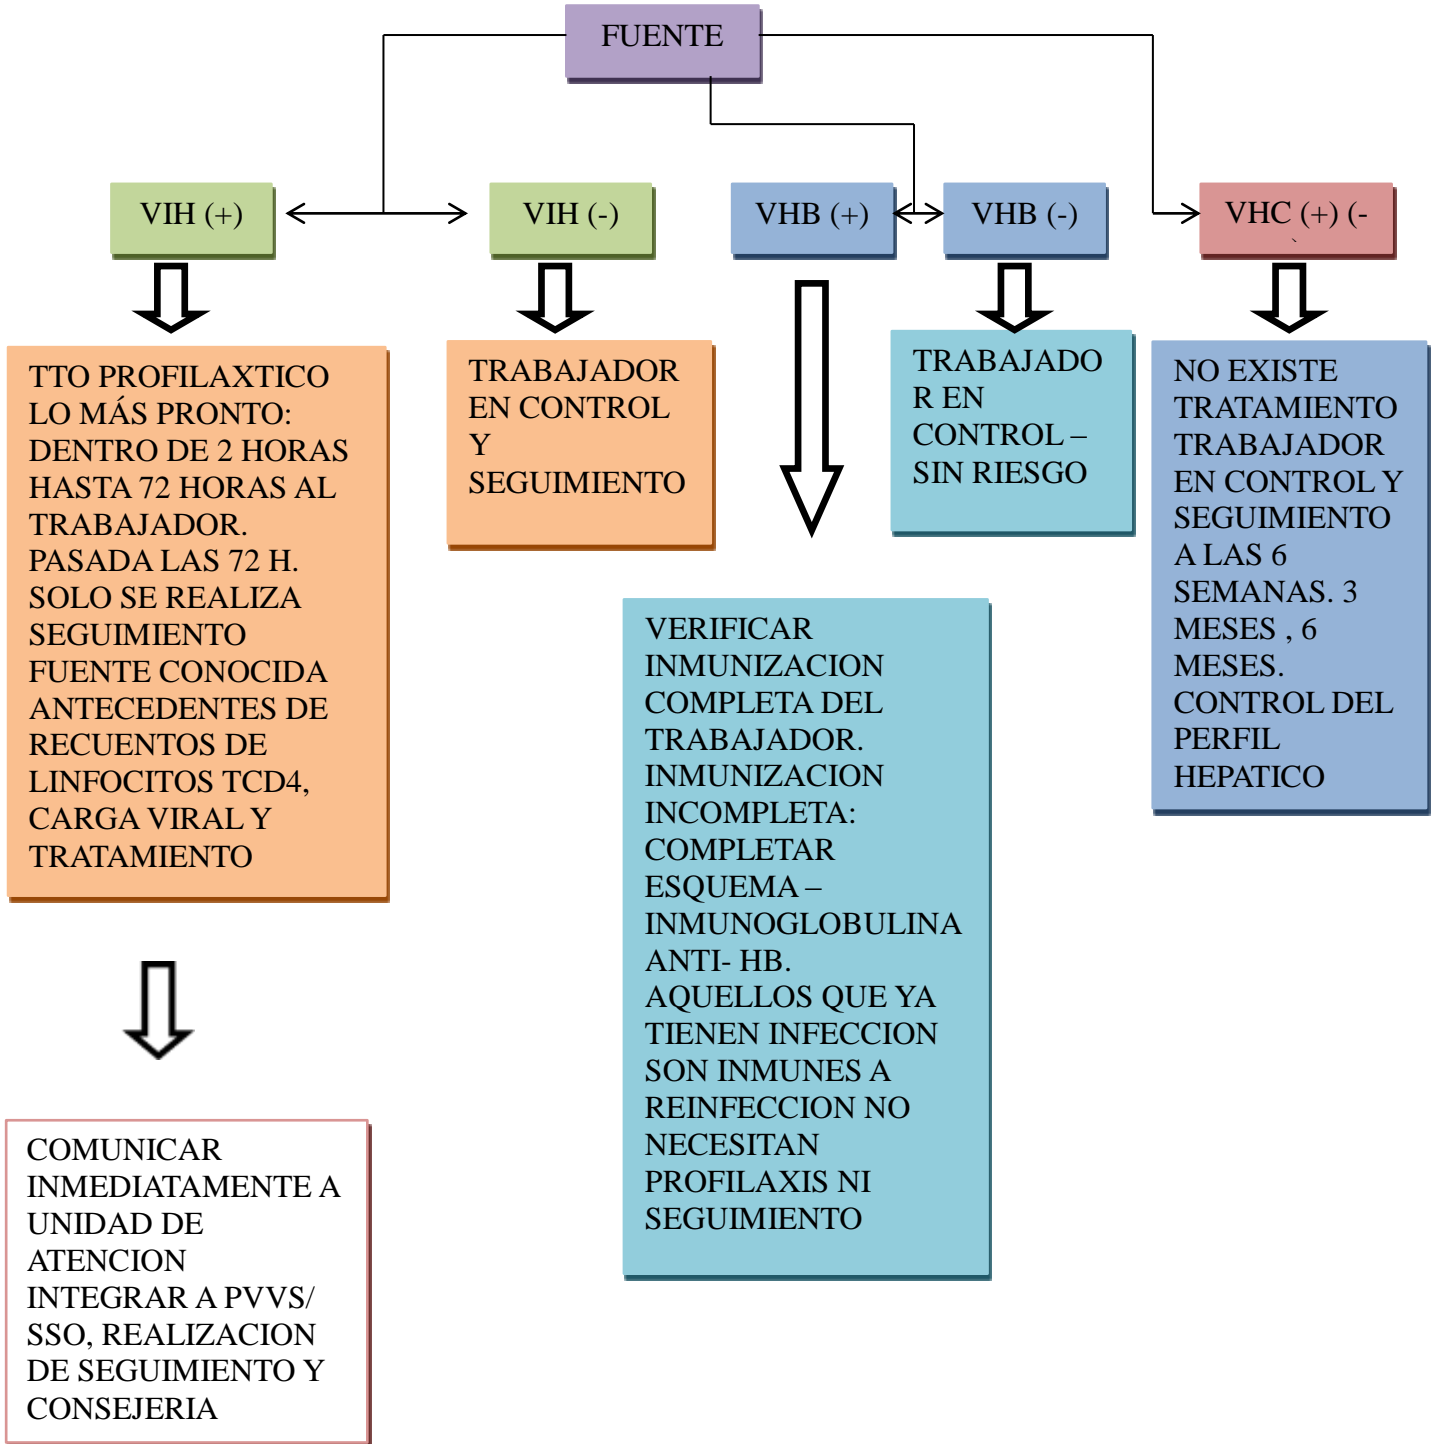 FUENTE
VIH (+)
VIH (-)
VHB (+)
VHB (-)
VHC (+) (-
TTO PROFILAXTICO
LO MÁS PRONTO:
DENTRO DE 2 HORAS
HASTA 72 HORAS AL
TRABAJADOR.
PASADA LAS 72 H.
SOLO SE REALIZA
SEGUIMIENTO
FUENTE CONOCIDA
ANTECEDENTES DE
RECUENTOS DE
LINFOCITOS TCD4,
CARGA VIRAL Y
TRATAMIENTO
TRABAJADOR
EN CONTROL
Y
SEGUIMIENTO
VERIFICAR
INMUNIZACION
COMPLETA DEL
TRABAJADOR.
INMUNIZACION
INCOMPLETA:
COMPLETAR
ESQUEMA –
INMUNOGLOBULINA
ANTI- HB.
AQUELLOS QUE YA
TIENEN INFECCION
SON INMUNES A
REINFECCION NO
NECESITAN
PROFILAXIS NI
SEGUIMIENTO
TRABAJADO
R EN
CONTROL –
SIN RIESGO
NO EXISTE
TRATAMIENTO
TRABAJADOR
EN CONTROL Y
SEGUIMIENTO
A LAS 6
SEMANAS. 3
MESES , 6
MESES.
CONTROL DEL
PERFIL
HEPATICO
COMUNICAR
INMEDIATAMENTE A
UNIDAD DE
ATENCION
INTEGRAR A PVVS/
SSO, REALIZACION
DE SEGUIMIENTO Y
CONSEJERIA